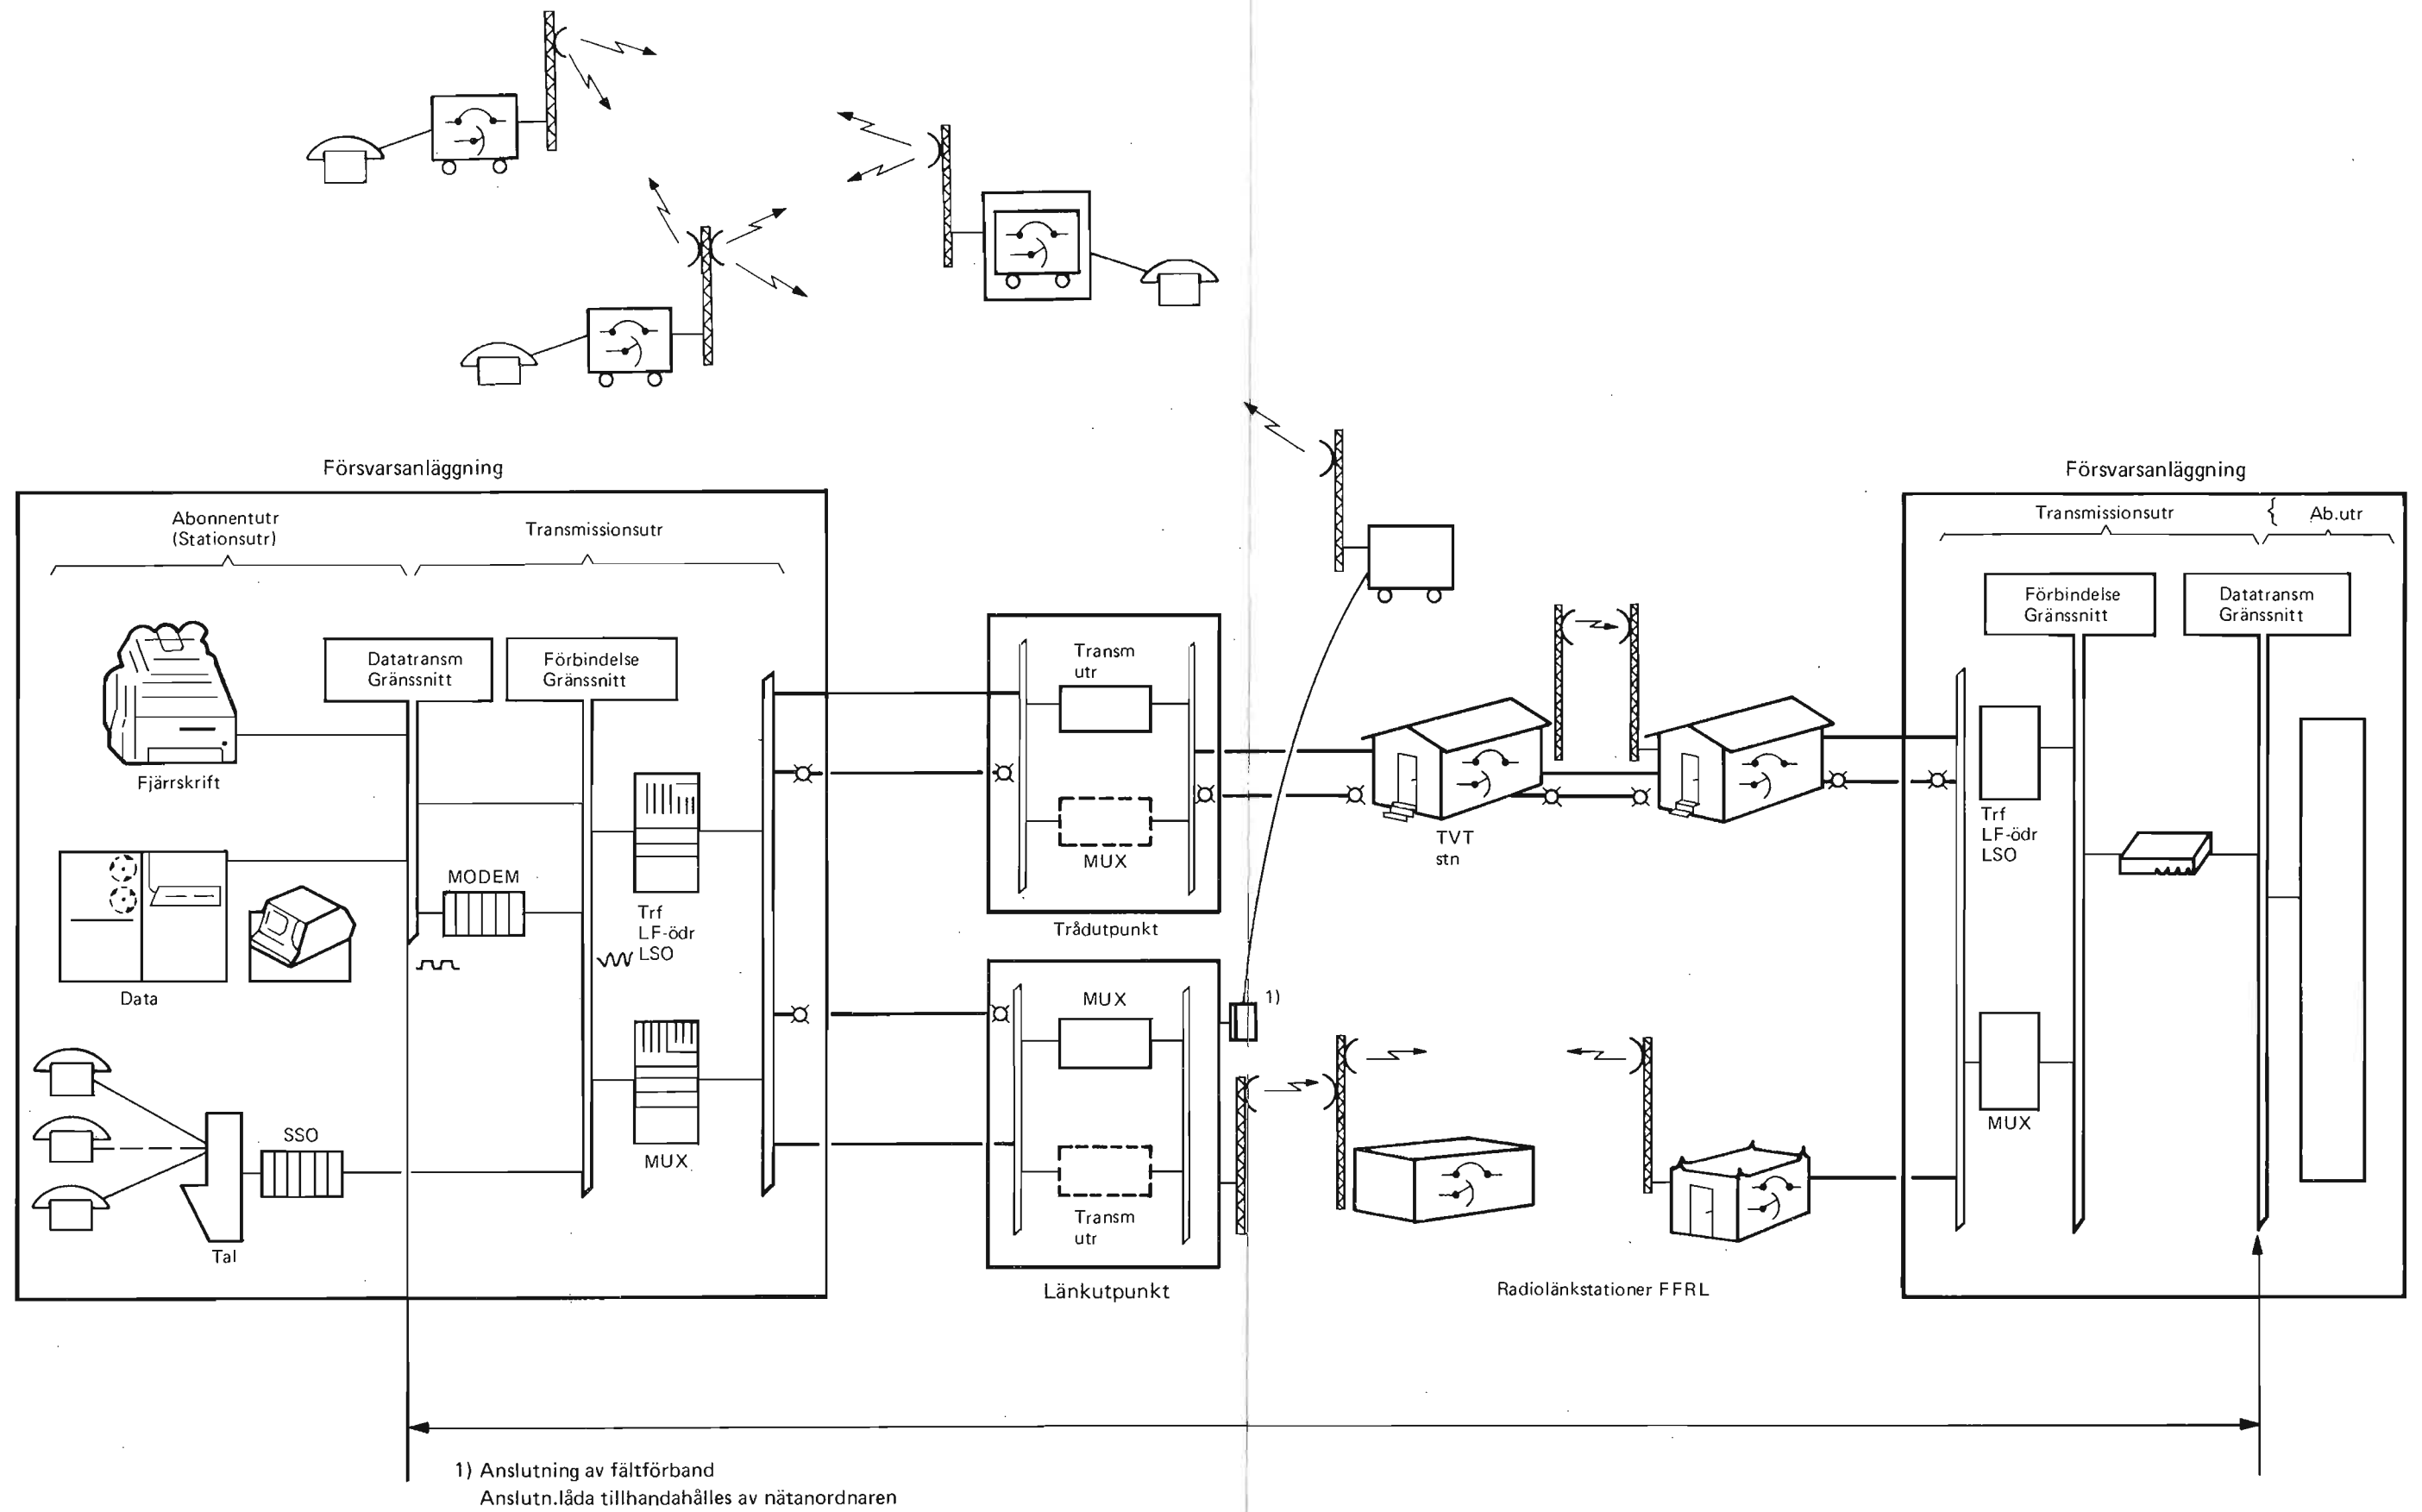 Försvarsanläggning
Abonnentutr
(Stationsutr)
Transmissionsutr
Datatransm
Gränssnitt
Förbindelse
Gränssnitt
Fjärrskrift
MODEM
Trf
LF-ödr
LSO
Data
SSO
MUX
Tal
Transm
utr
MUX
Trådutpunkt
MUX
Transm
utr
Länkutpunkt
1)
TVT
stn
Radiolänkstationer FFRL
Försvarsanläggning
Transmissionsutr
Ab.utr
Förbindelse
Gränssnitt
Datatransm
Gränssnitt
Trf
LF-ödr
LSO
MUX
1) Anslutning av fältförband
Anslutn.låda tillhandahålles av nätanordnaren